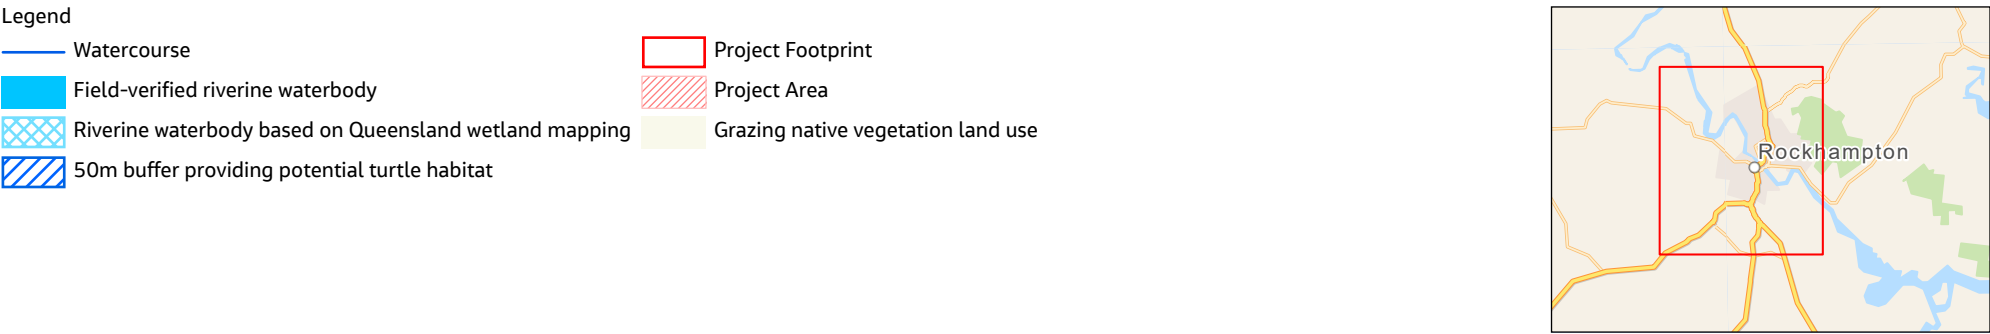 Legend
Watercourse
Field-verified riverine waterbody
Riverine waterbody based on Queensland wetland mapping
50m buffer providing potential turtle habitat
Project Footprint
Project Area
Grazing native vegetation land use
Rockhampton